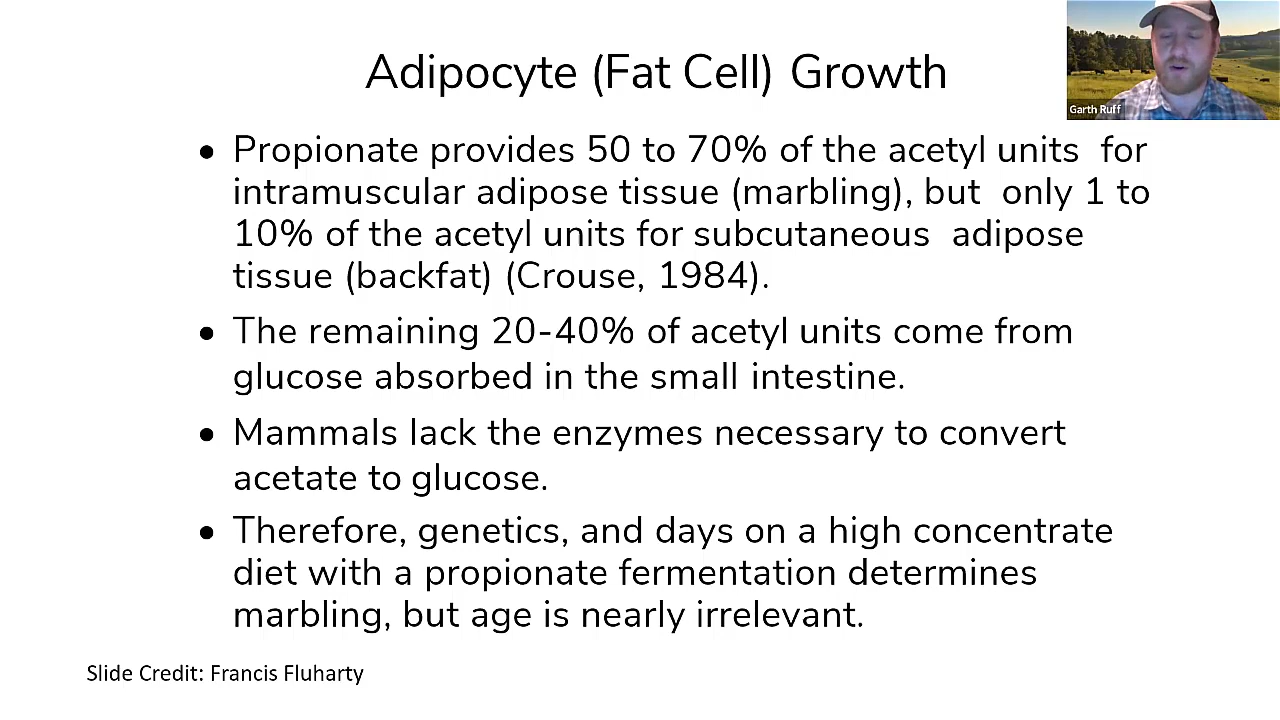 Adipocyte (Fat Cell) Growth
Garth Ruff
• Propionate provides 50 to 70% of the acetyl units for
intramuscular adipose tissue (marbling), but only 1 to
10% of the acetyl units for subcutaneous adipose
tissue (backfat) (Crouse, 1984).
• The remaining 20-40% of acetyl units come from
glucose absorbed in the small intestine.
• Mammals lack the enzymes necessary to convert
acetate to glucose.
• Therefore, genetics, and days on a high concentrate
diet with a propionate fermentation determines
marbling, but age is nearly irrelevant.
Slide Credit: Francis Fluharty